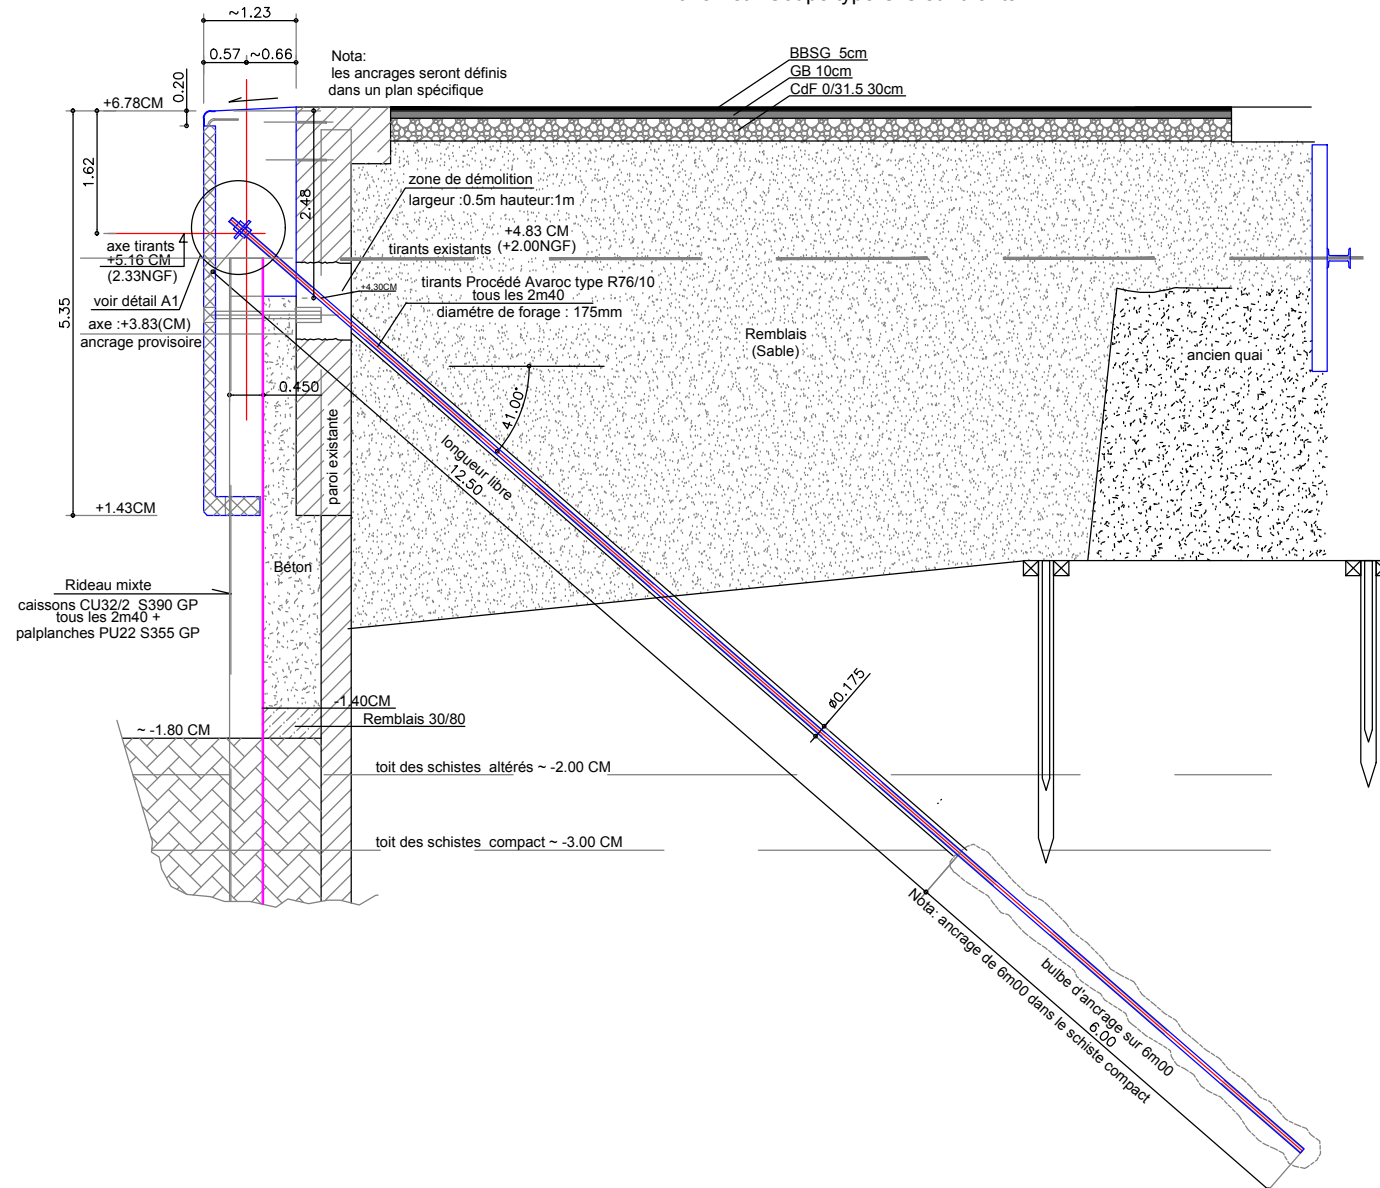 ~1.23
0.57
~0.66
0.20
Nota:
les ancrages seront définis
dans un plan spécifique
BBSG 5cm
GB 10cm
CdF 0/31.5 30cm
+6.78CM
1.62
2.48
5.35
zone de démolition
largeur :0.5m hauteur:1m
+4.83 CM
tirants existants (+2.00NGF)
axe tirants
+5.16 CM
(2.33NGF)
voir détail A1
axe :+3.83(CM)
ancrage provisoire
+4.30CM
tirants Procédé Avaroc type R76/10
tous les 2m40
diamétre de forage : 175mm
Remblais
(Sable)
ancien quai
0.450
41.00°
paroi existante
longueur libre
12.50
+1.43CM
Béton
Rideau mixte
caissons CU32/2 S390 GP
tous les 2m40 +
palplanches PU22 S355 GP
-1.40CM
Remblais 30/80
~ -1.80 CM
ø0.175
toit des schistes altérés ~ -2.00 CM
toit des schistes compact ~ -3.00 CM
Nota: ancrage de 6m00 dans le schiste compact
bulbe d'ancrage sur 6m00
6.00